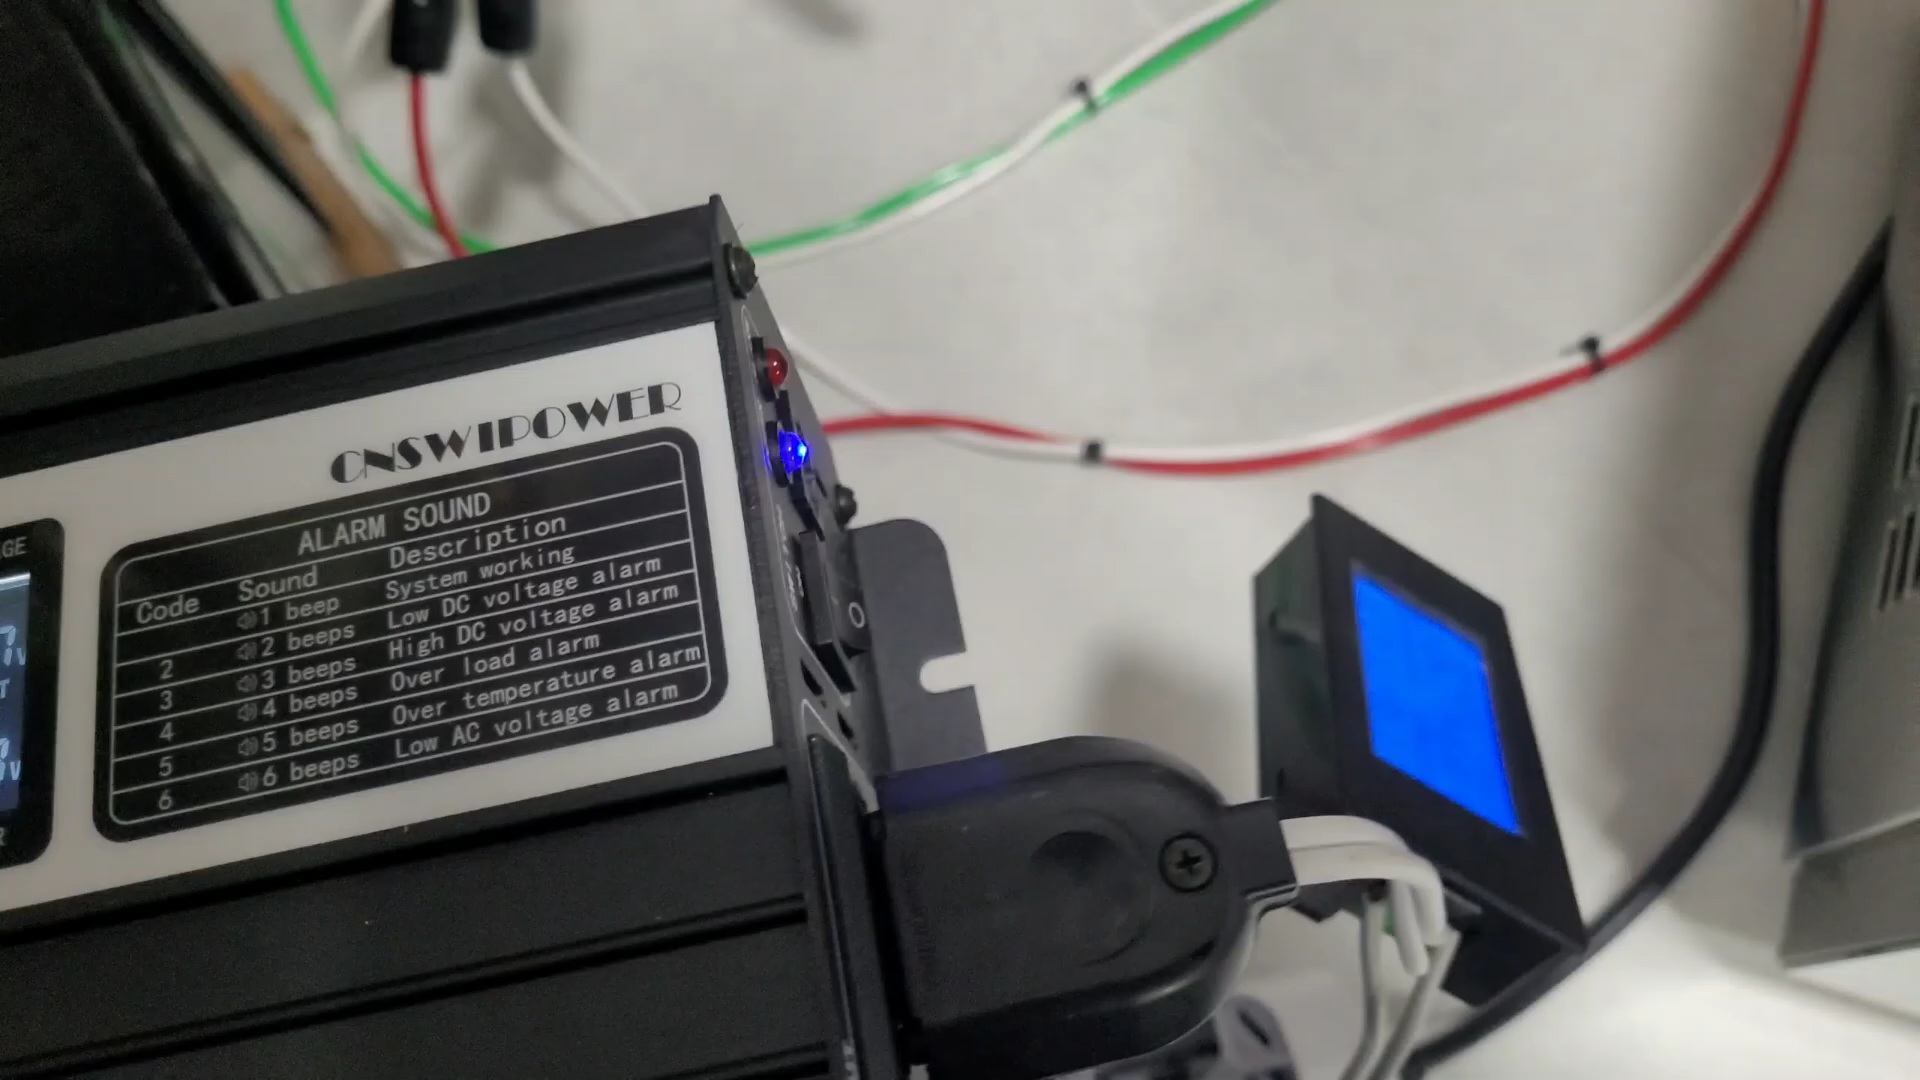 CNSWIPOWER
ALARM SOUND
Code Sound Description
1 beep System working
2 2 beeps Low DC voltage alarm
3 3 beeps High DC voltage alarm
4 4 beeps Over load alarm
5 5 beeps Over temperature alarm
6 6 beeps Low AC voltage alarm
GE
7V
T
V
R